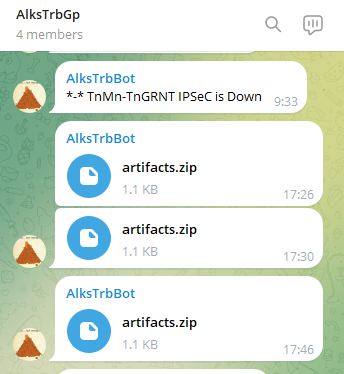 AlksTrbGp
4 members
AlksTrbBot
*-* TnMn-TnGRNT IPSeC is Down 9:33
AlksTrbBot
artifacts.zip
1.1 KB
17:26
artifacts.zip
1.1 KB
17:30
AlksTrbBot
artifacts.zip
1.1 KB
17:46